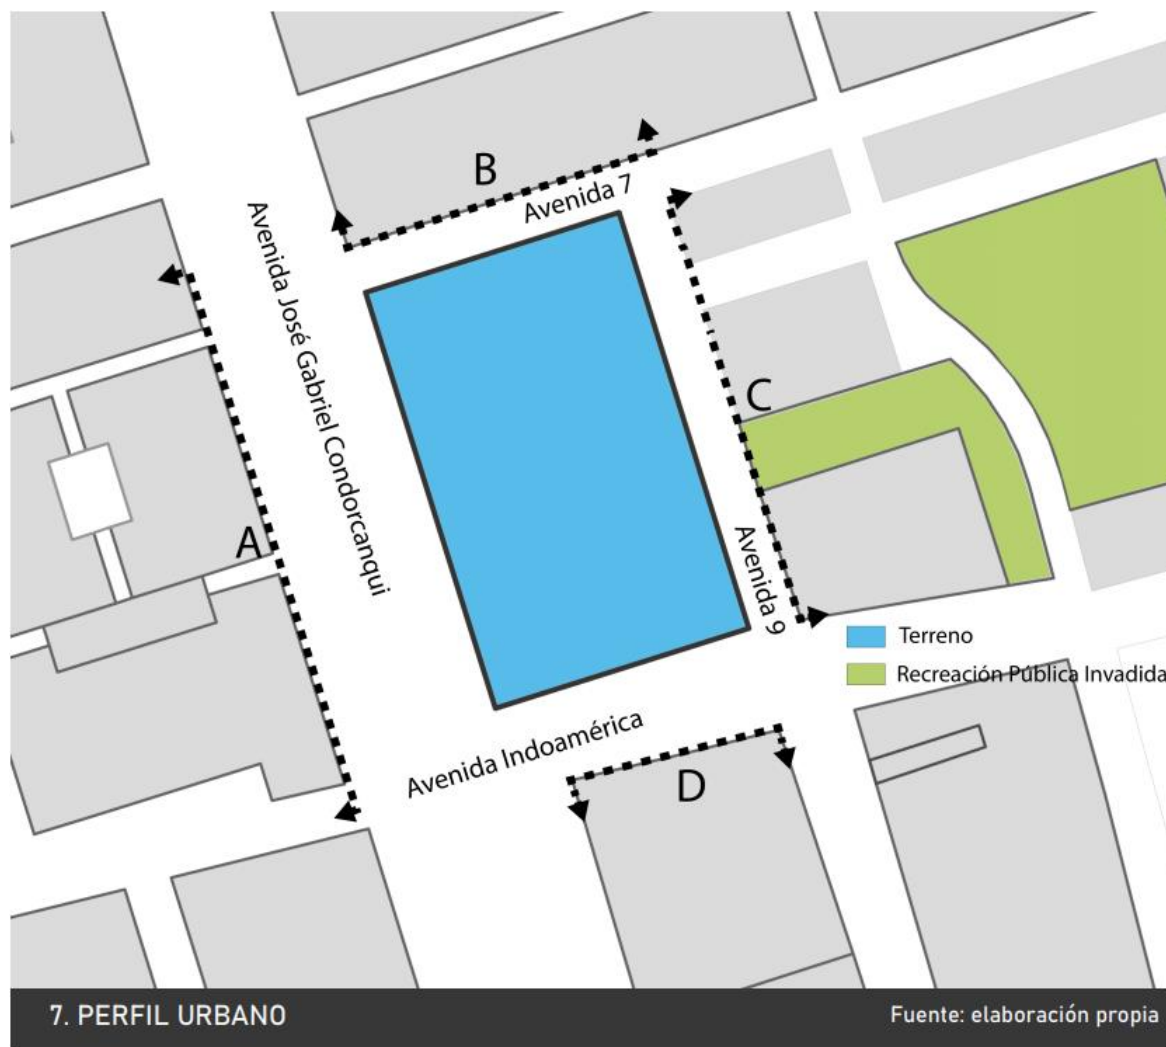 B
Avenida 7
Avenida José Gabriel Condorcanqui
C
A
Avenida 9
Terreno
Recreación Pública Invadida
Avenida Indoamérica
D
7. PERFIL URBANO
Fuente: elaboración propia